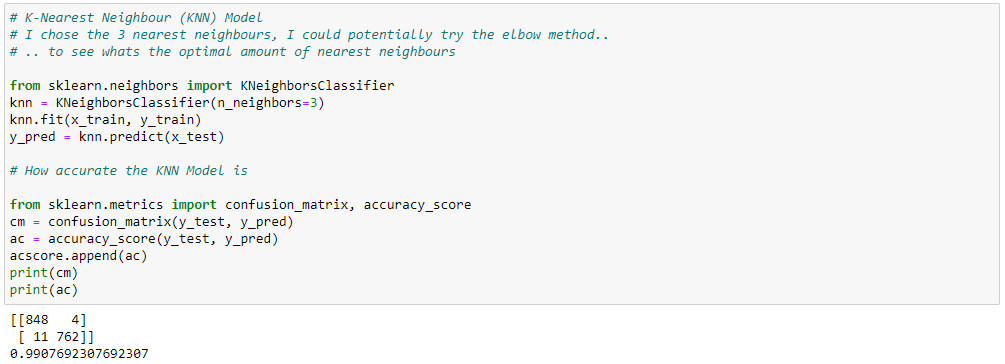 # K-Nearest Neighbour (KNN) Model
# I chose the 3 nearest neighbours, I could potentially try the elbow method..
# .. to see whats the optimal amount of nearest neighbours
from sklearn.neighbors import KNeighborsClassifier
knn = KNeighborsClassifier(n_neighbors=3)
knn.fit(x_train, y_train)
y_pred = knn.predict(x_test)
# How accurate the KNN Model is
from sklearn.metrics import confusion_matrix, accuracy_score
cm = confusion_matrix(y_test, y_pred)
ac = accuracy_score(y_test, y_pred)
acscore.append(ac)
print(cm)
print(ac)
[[848   4]
 [ 11 762]]
0.9907692307692307